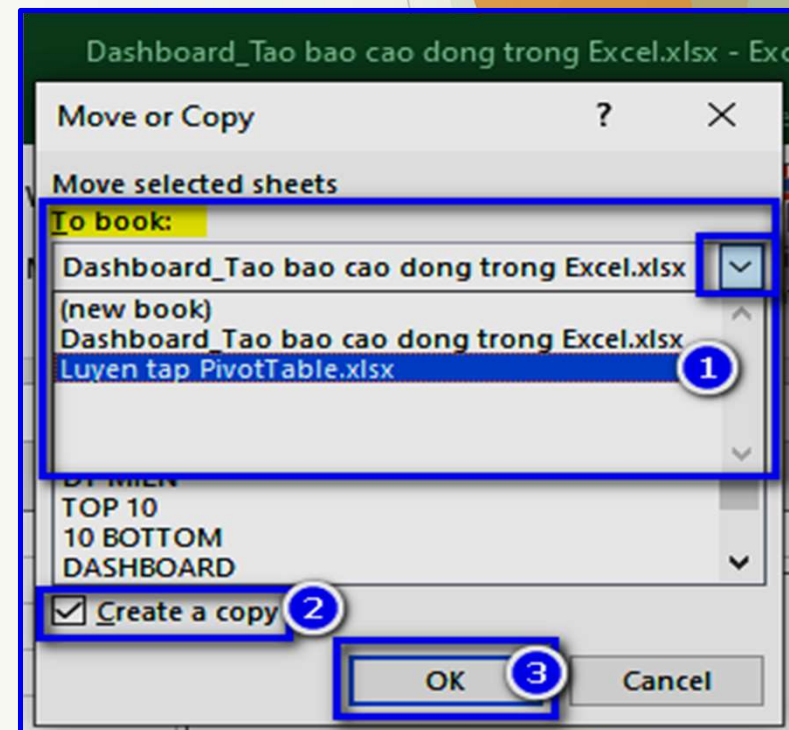 Dashboard_Tao bao cao dong trong Excel.xlsx - Exc
Move or Copy ? ×
Move selected sheets
To book:
Dashboard_Tao bao cao dong trong Excel.xlsx
(new book)
Dashboard_Tao bao cao dong trong Excel.xlsx
Luyen tap PivotTable.xlsx
1
DT MIEN
TOP 10
10 BOTTOM
DASHBOARD
Create a copy 2
OK 3 Cancel